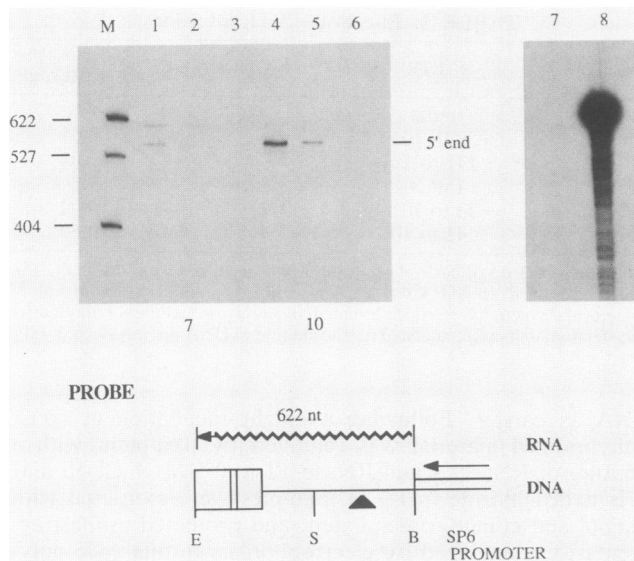 M 1 2 3 4 5 6 7 8
622
5' end
527
404
7 10
PROBE
622 nt
RNA
DNA
E S B SP6
PROMOTER